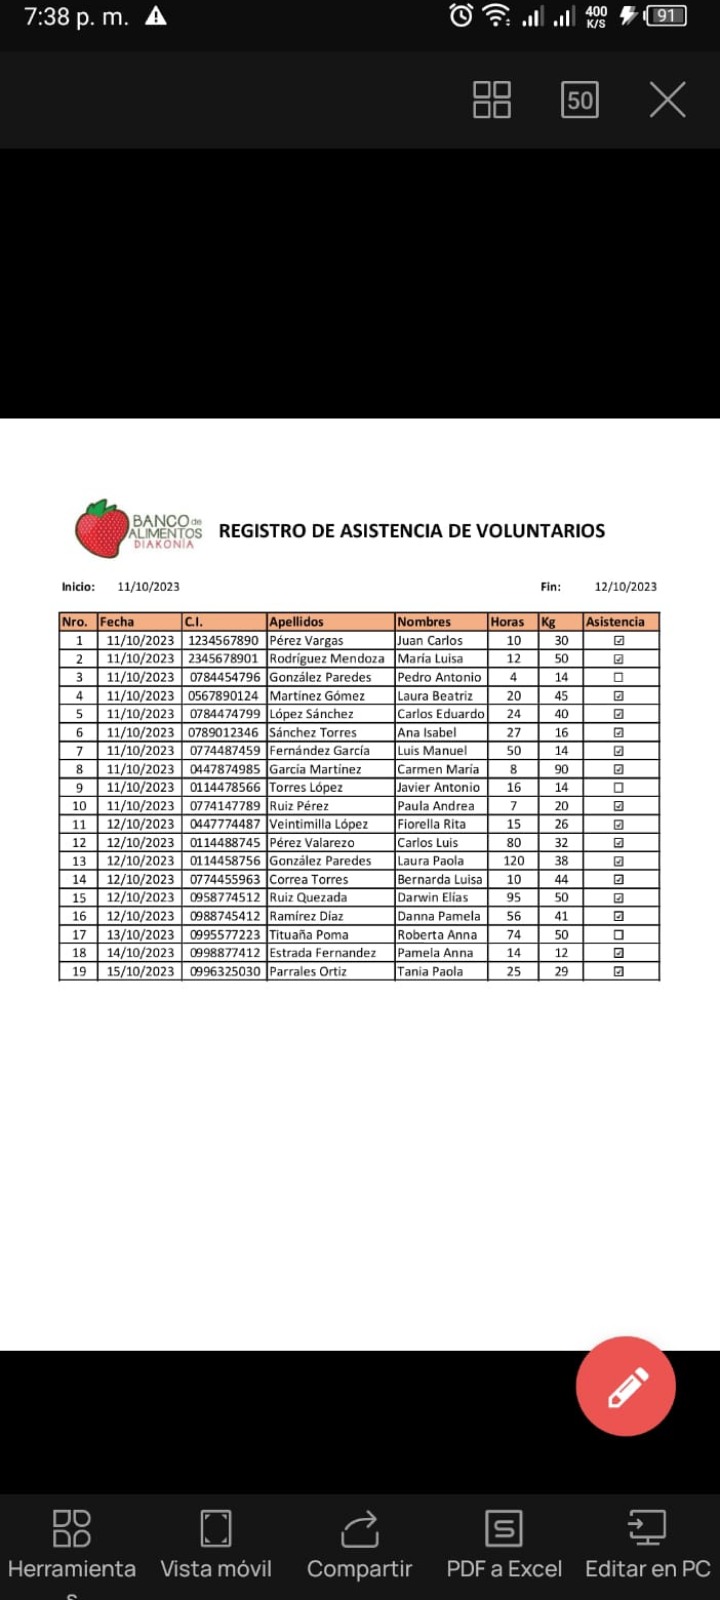 7:38 p. m.
400 K/S 91
50
BANCO de ALIMENTOS DIAKONÍA
REGISTRO DE ASISTENCIA DE VOLUNTARIOS
Inicio: 11/10/2023 Fin: 12/10/2023
Nro. Fecha C.I. Apellidos Nombres Horas Kg Asistencia
1 11/10/2023 1234567890 Pérez Vargas Juan Carlos 10 30 ☑
2 11/10/2023 2345678901 Rodríguez Mendoza María Luisa 12 50 ☑
3 11/10/2023 0784454796 González Paredes Pedro Antonio 4 14 ☐
4 11/10/2023 0567890124 Martínez Gómez Laura Beatriz 20 45 ☑
5 11/10/2023 0784474799 López Sánchez Carlos Eduardo 24 40 ☑
6 11/10/2023 0789012346 Sánchez Torres Ana Isabel 27 16 ☑
7 11/10/2023 0774487459 Fernández García Luis Manuel 50 14 ☑
8 11/10/2023 0447874985 García Martínez Carmen María 8 90 ☑
9 11/10/2023 0114478566 Torres López Javier Antonio 16 14 ☐
10 11/10/2023 0774147789 Ruiz Pérez Paula Andrea 7 20 ☑
11 12/10/2023 0447774487 Veintimilla López Fiorella Rita 15 26 ☑
12 12/10/2023 0114488745 Pérez Valarezo Carlos Luis 80 32 ☑
13 12/10/2023 0114458756 González Paredes Laura Paola 120 38 ☑
14 12/10/2023 0774455963 Correa Torres Bernarda Luisa 10 44 ☑
15 12/10/2023 0958774512 Ruiz Quezada Darwin Elías 95 50 ☑
16 12/10/2023 0988745412 Ramírez Díaz Danna Pamela 56 41 ☑
17 13/10/2023 0995577223 Tituaña Poma Roberta Anna 74 50 ☐
18 14/10/2023 0998877412 Estrada Fernandez Pamela Anna 14 12 ☑
19 15/10/2023 0996325030 Parrales Ortiz Tania Paola 25 29 ☑
Herramientas Vista móvil Compartir PDF a Excel Editar en PC